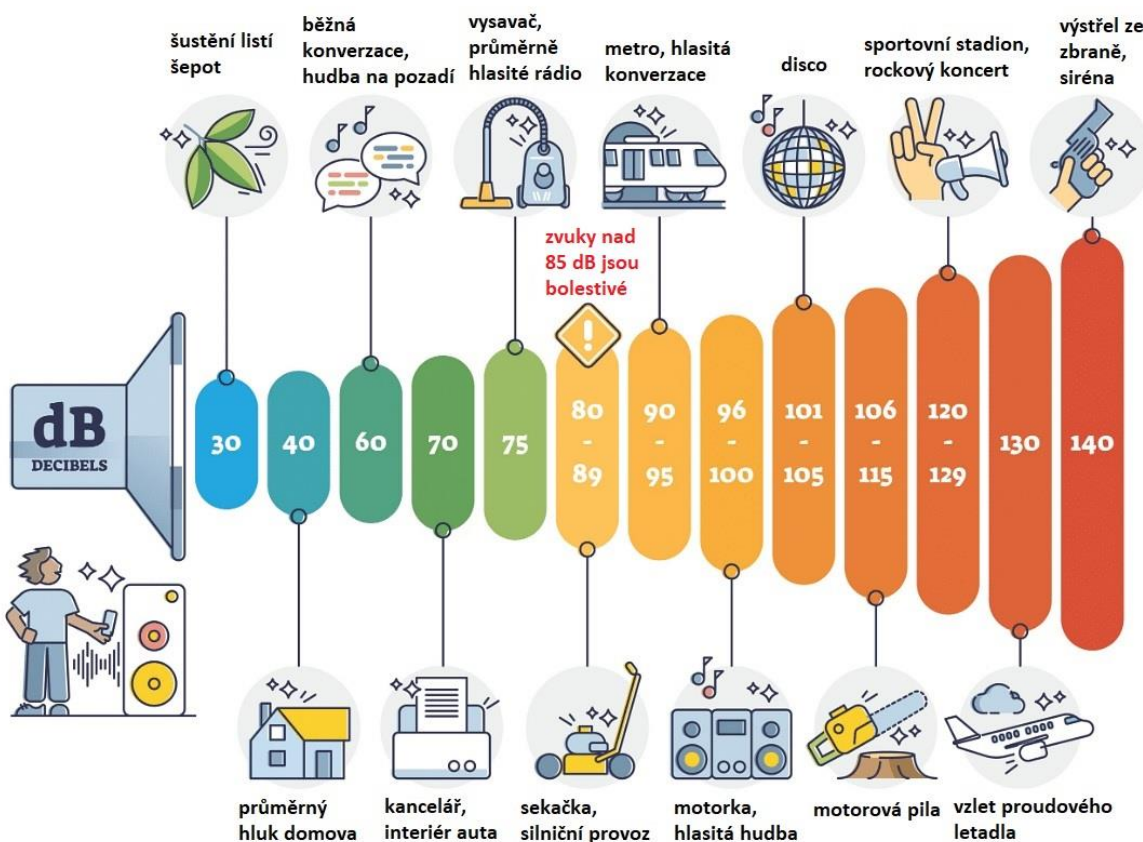 šustění listí
šepot
běžná
konverzace,
hudba na pozadí
vysavač,
průměrně
hlasité rádio
metro, hlasitá
konverzace
disco
sportovní stadion,
rockový koncert
výstřel ze
zbraně,
siréna
zvuky nad
85 dB jsou
bolestivé
!
dB
DECIBELS
30
40
60
70
75
80
-
89
90
-
95
96
-
100
101
-
105
106
-
115
120
-
129
130
140
průměrný
hluk domova
kancelář,
interiér auta
sekačka,
silniční provoz
motorka,
hlasitá hudba
motorová pila
vzlet proudového
letadla